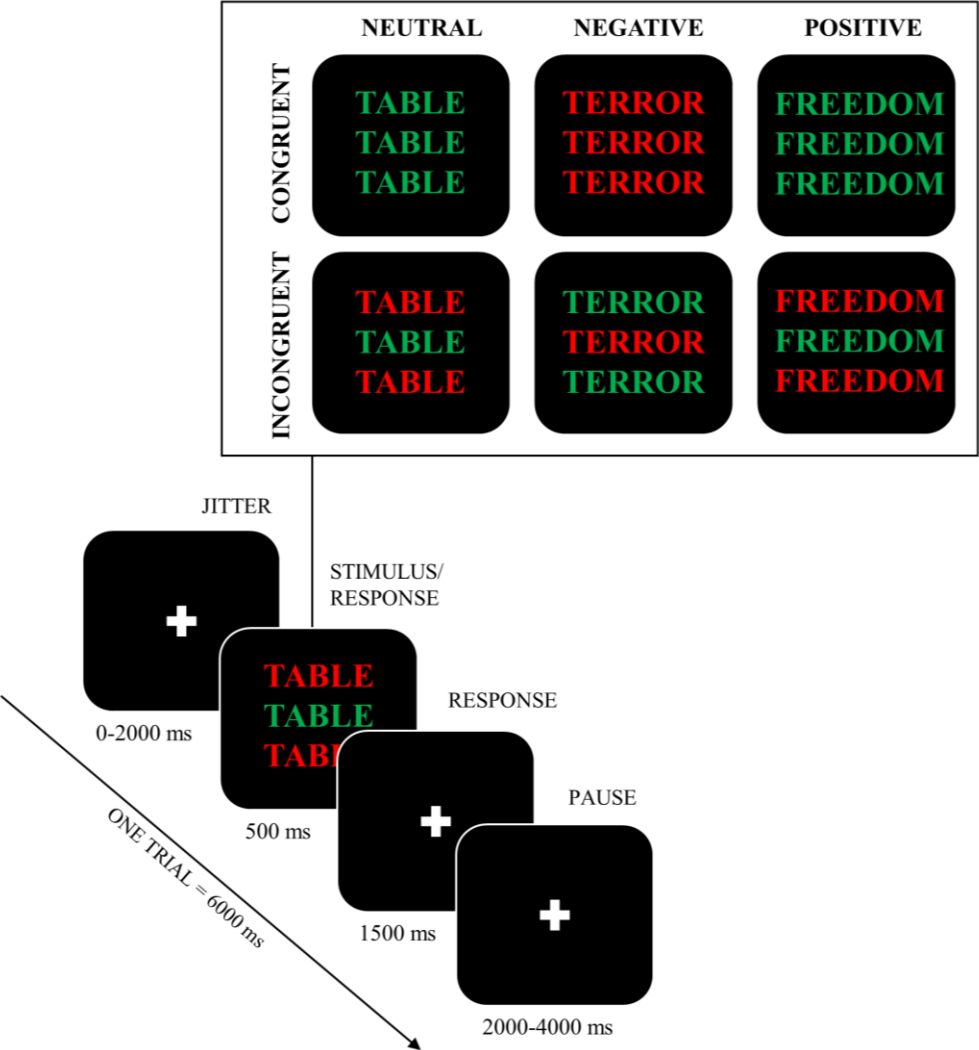 NEUTRAL NEGATIVE POSITIVE
CONGRUENT
TABLE
TABLE
TABLE
TERROR
TERROR
TERROR
FREEDOM
FREEDOM
FREEDOM
INCONGRUENT
TABLE
TABLE
TABLE
TERROR
TERROR
TERROR
FREEDOM
FREEDOM
FREEDOM
JITTER
0-2000 ms
STIMULUS/
RESPONSE
TABLE
TABLE
TAB
500 ms
RESPONSE
1500 ms
PAUSE
2000-4000 ms
ONE TRIAL = 6000 ms